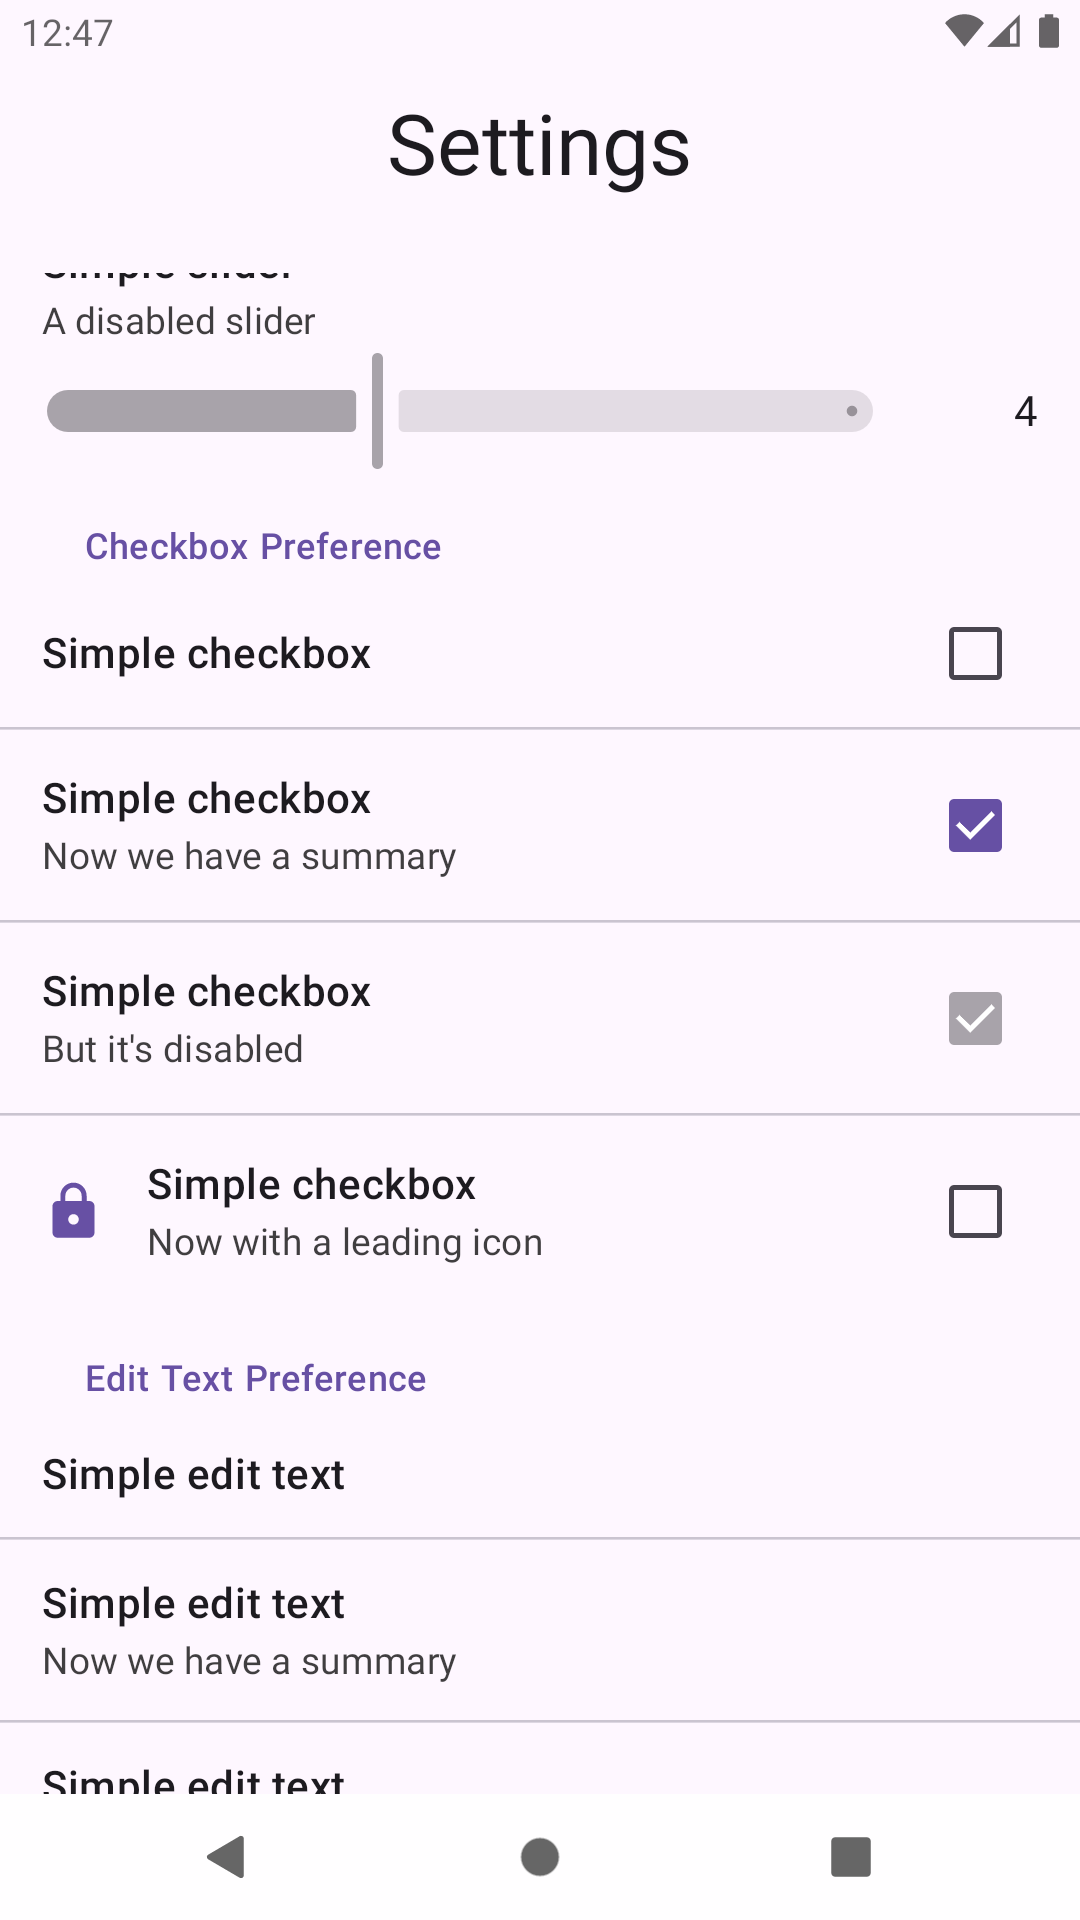 12:47
Settings
Simple slider
A disabled slider
4
Checkbox Preference
Simple checkbox
Simple checkbox
Now we have a summary
Simple checkbox
But it's disabled
Simple checkbox
Now with a leading icon
Edit Text Preference
Simple edit text
Simple edit text
Now we have a summary
Simple edit text